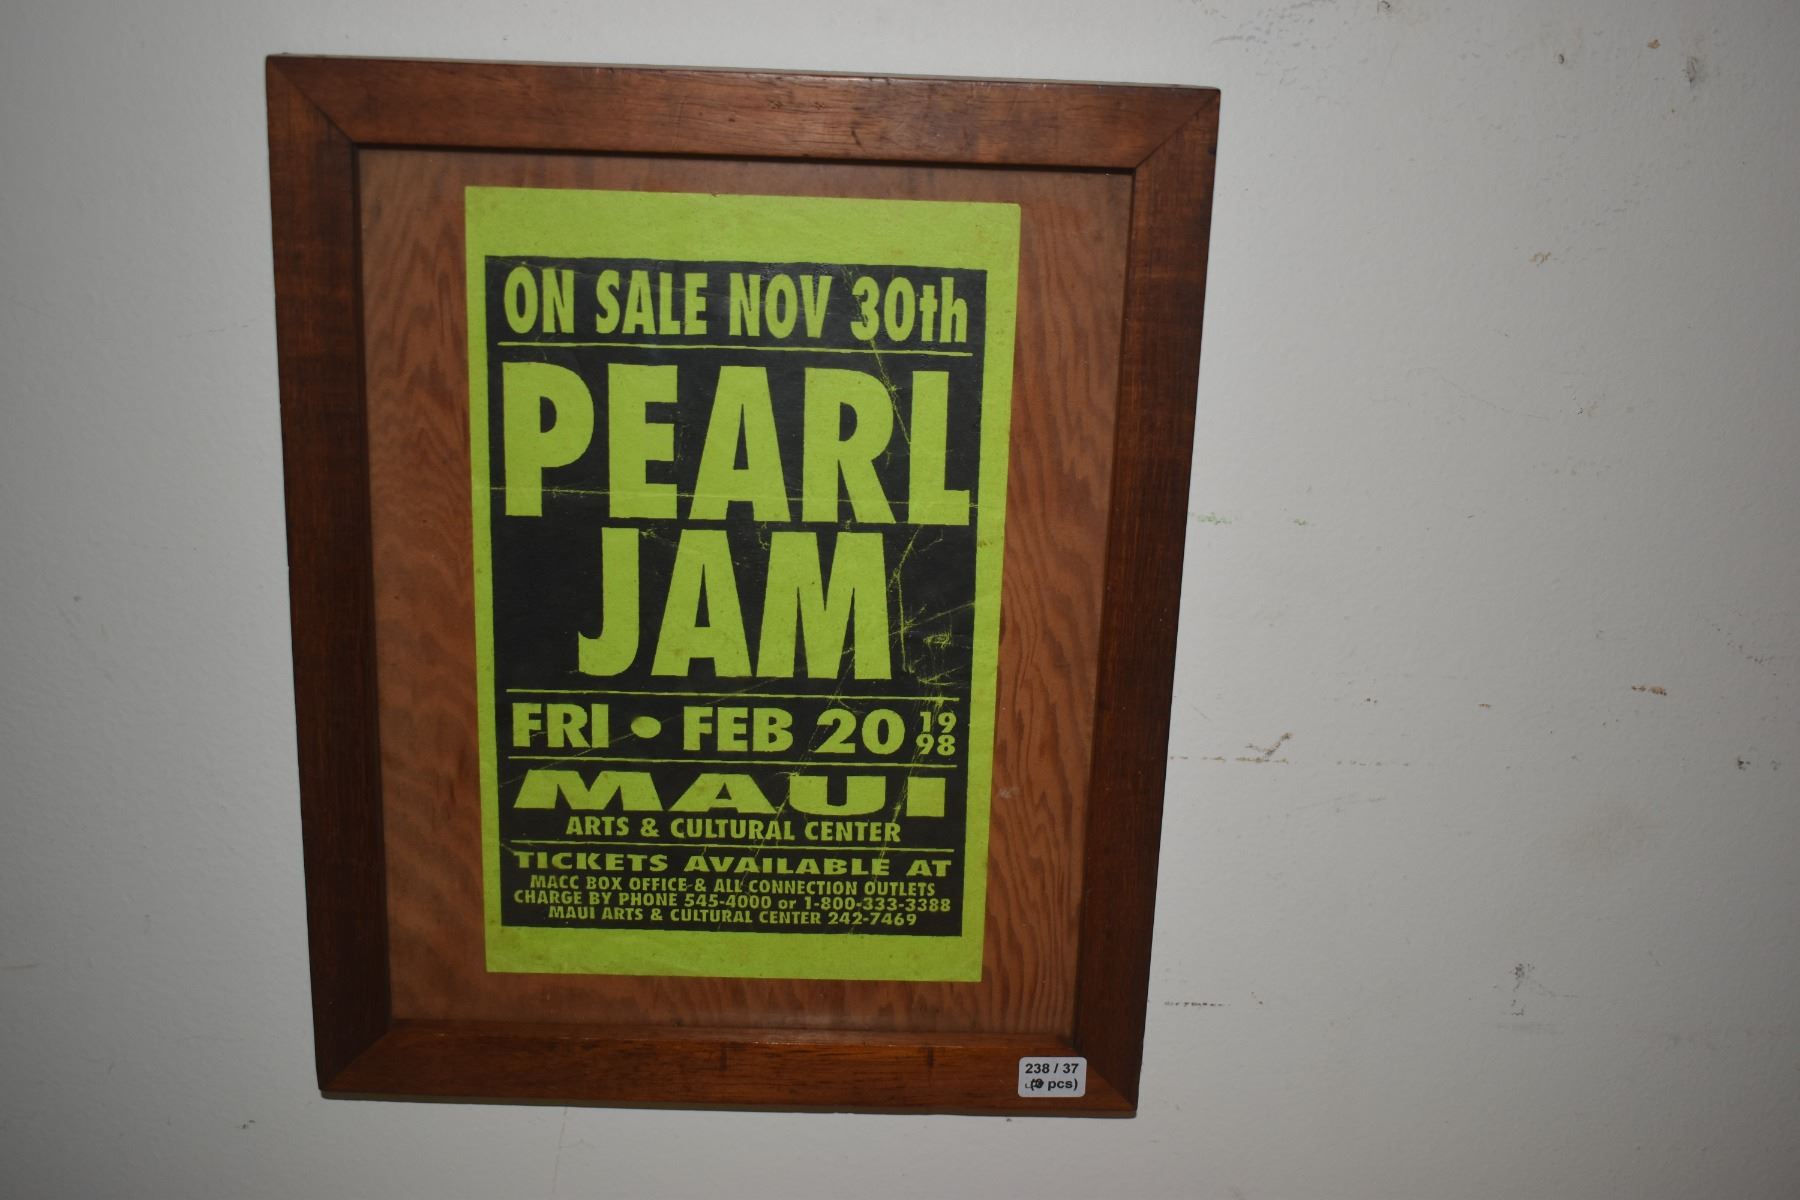 ON SALE NOV 30th
PEARL
JAM
FRI • FEB 20 19
98
MAUI
ARTS & CULTURAL CENTER
TICKETS AVAILABLE AT
MACC BOX OFFICE & ALL CONNECTION OUTLETS
CHARGE BY PHONE 545-4000 or 1-800-333-3388
MAUI ARTS & CULTURAL CENTER 242-7469
238 / 37
pcs)